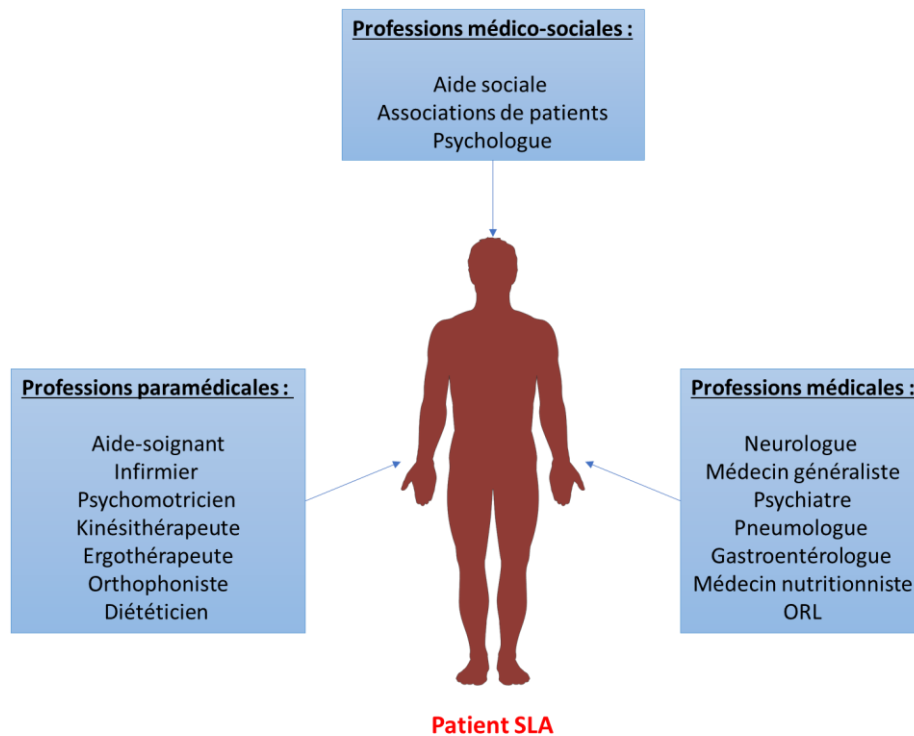 Professions médico-sociales :
Aide sociale
Associations de patients
Psychologue
Professions paramédicales :
Aide-soignant
Infirmier
Psychomotricien
Kinésithérapeute
Ergothérapeute
Orthophoniste
Diététicien
Professions médicales :
Neurologue
Médecin généraliste
Psychiatre
Pneumologue
Gastroentérologue
Médecin nutritionniste
ORL
Patient SLA